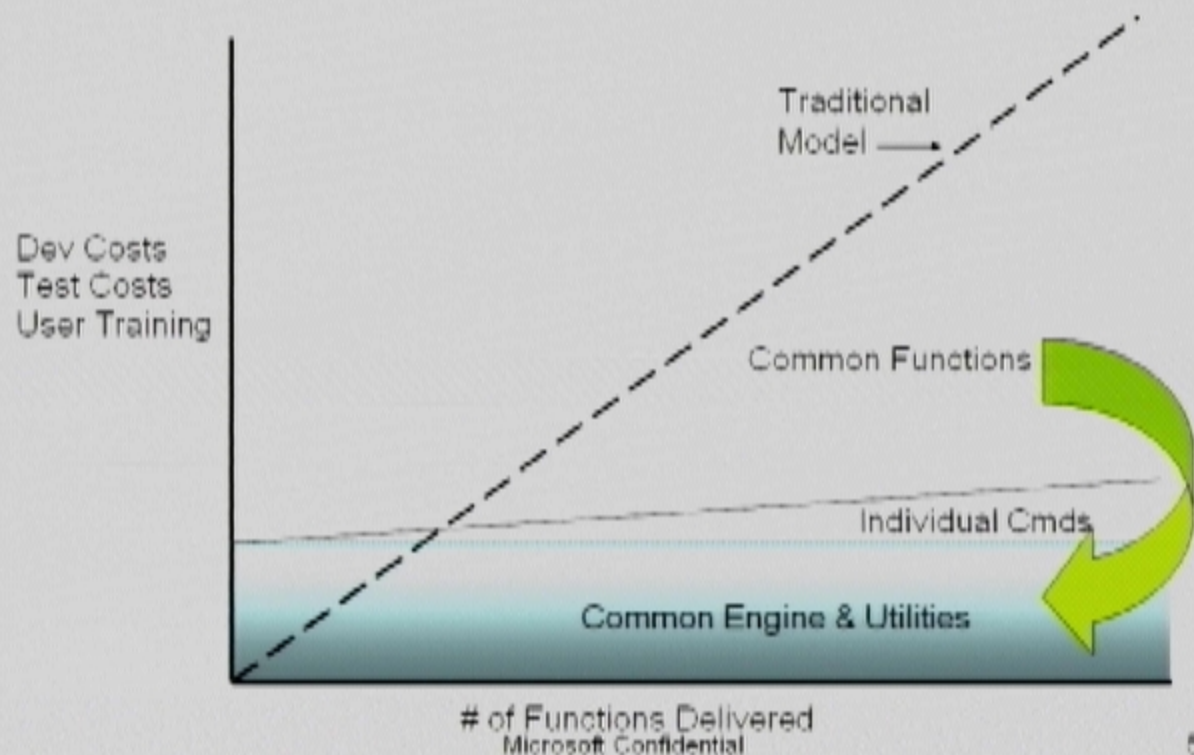 Traditional
Model
Dev Costs
Test Costs
User Training
Common Functions
Individual Cmds
Common Engine & Utilities
# of Functions Delivered
Microsoft Confidential